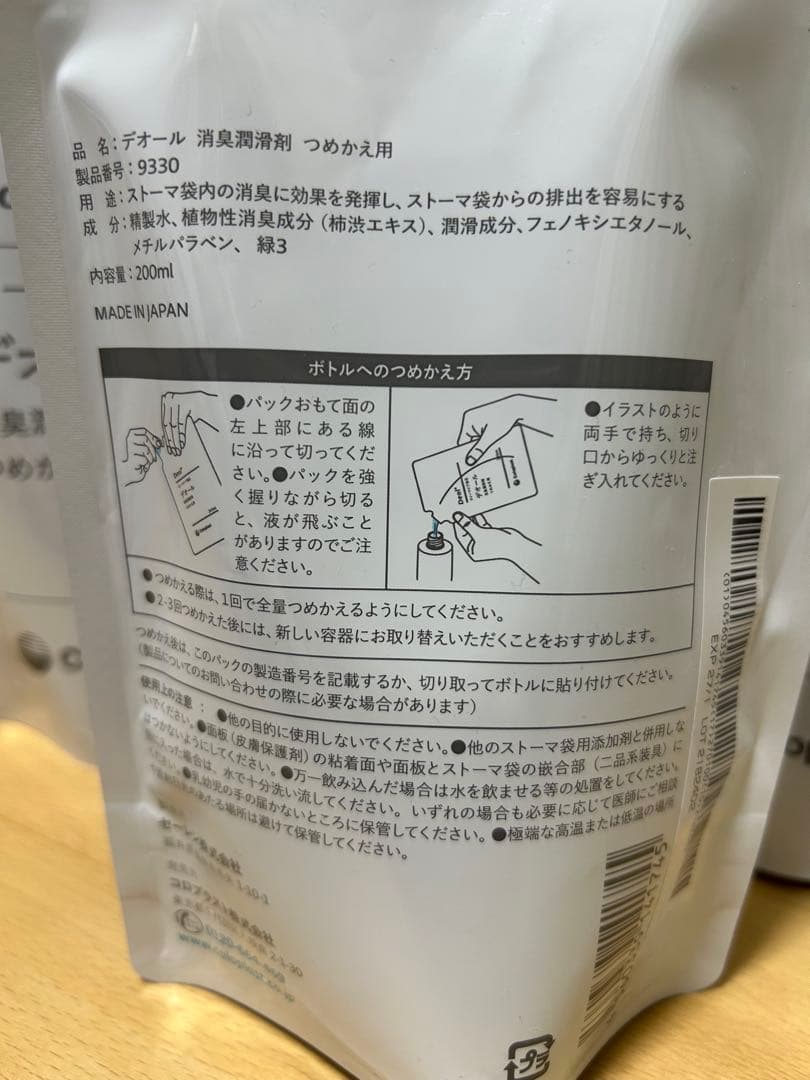 品　名：デオール 消臭潤滑剤 つめかえ用
製品番号：9330
用　途：ストーマ袋内の消臭に効果を発揮し、ストーマ袋からの排出を容易にする
成　分：精製水、植物性消臭成分（柿渋エキス）、潤滑成分、フェノキシエタノール、
メチルパラベン、 緑3
内容量：200ml
MADE IN JAPAN
ボトルへのつめかえ方
●パックおもて面の
左上部にある線
に沿って切ってくだ
さい。●パックを強
く握りながら切る
と、液が飛ぶこと
がありますのでご注
意ください。
●イラストのように
両手で持ち、切り
口からゆっくりと注
ぎ入れてください。
●つめかえる際は、1回で全量つめかえるようにしてください。
●2-3回つめかえた後には、新しい容器にお取り替えいただくことをおすすめします。
つめかえ後は、このパックの製造番号を記載するか、切り取ってボトルに貼り付けてください。
（製品についてのお問い合わせの際に必要な場合があります）
使用上の注意 ： ●他の目的に使用しないでください。●他のストーマ袋用添加剤と併用しな
いでください。●面板（皮膚保護剤）の粘着面や面板とストーマ袋の嵌合部（二品系装具）に
はつかないようにしてください。●万一飲み込んだ場合は水を飲ませる等の処置をしてください。
に入った場合は、水で十分洗い流してください。いずれの場合も必要に応じて医師にご相談
ください。●乳幼児の手の届かないところに保管してください。●極端な高温または低温の場所
のあたる場所は避けて保管してください。
株式会社
コロプラスト株式会社
EXP 27/1
LOT
プラ